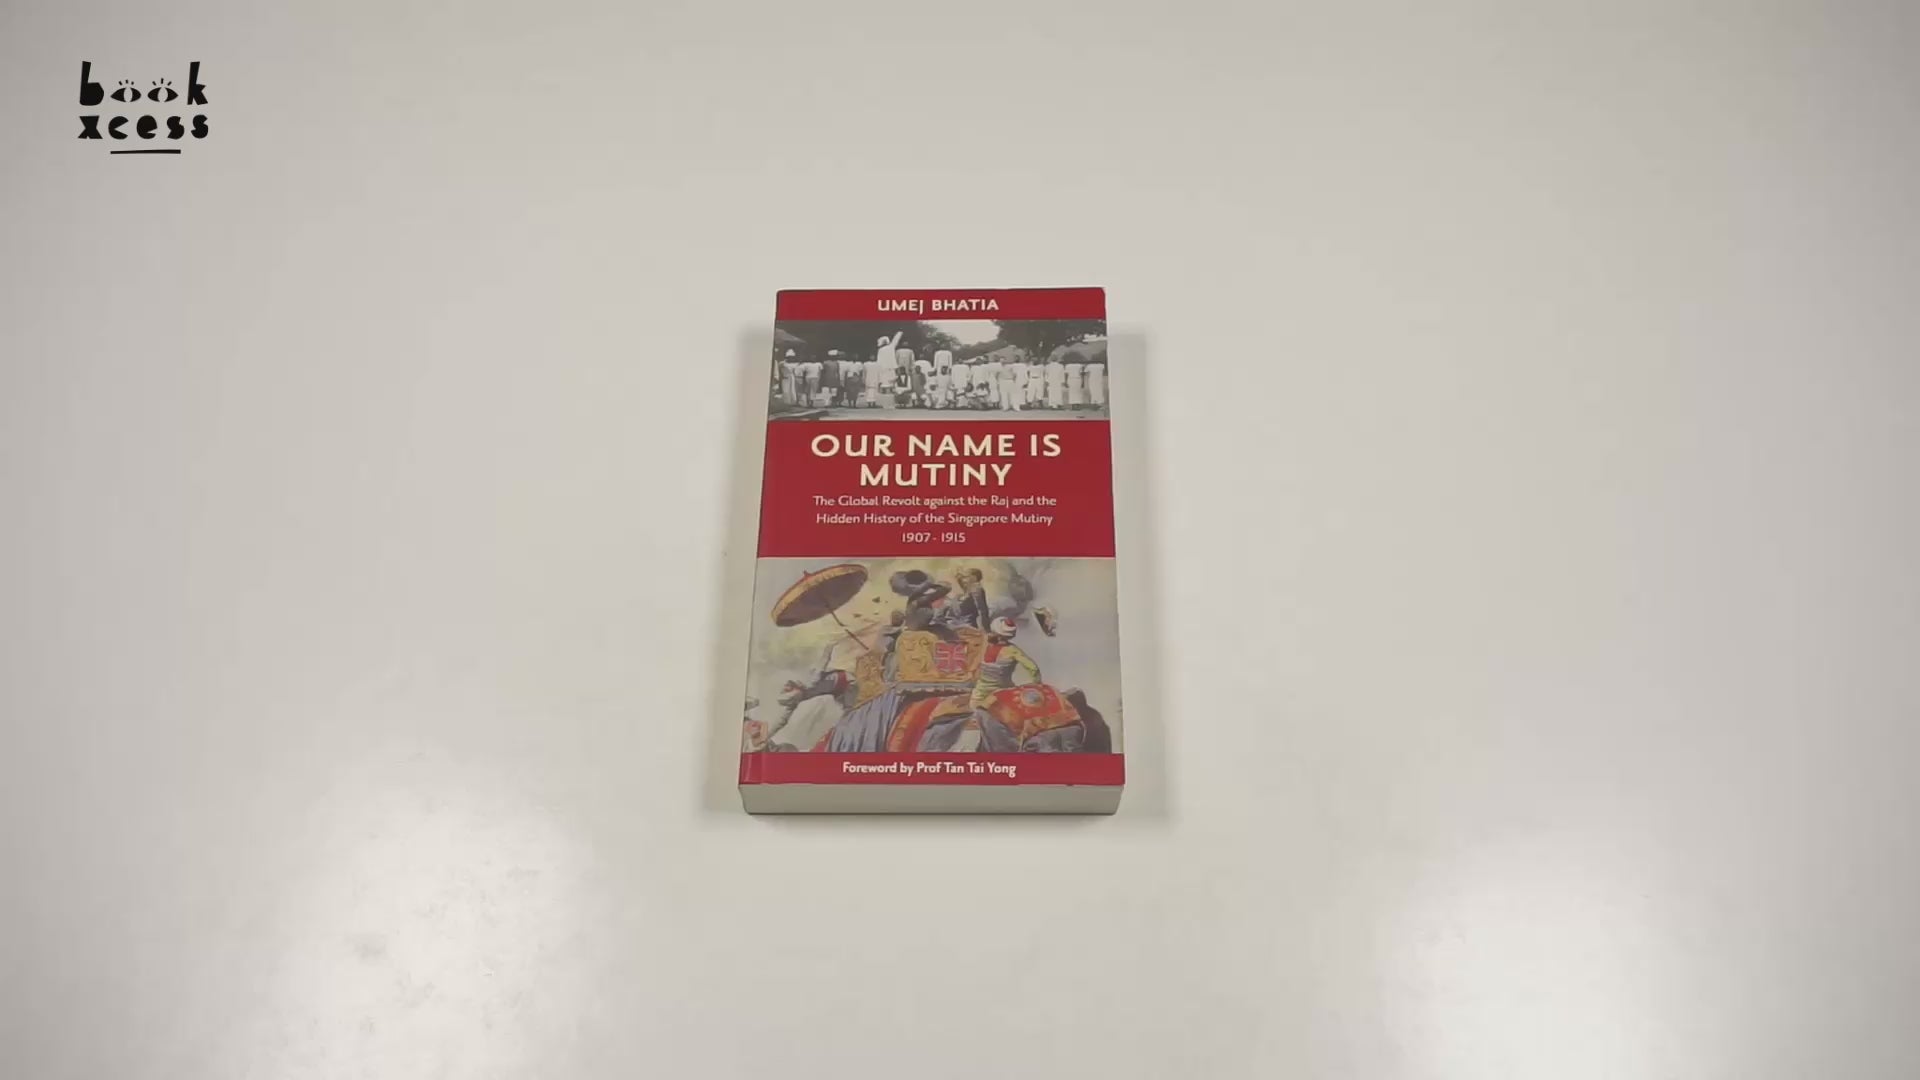 book
xcess
UMEJ BHATIA
OUR NAME IS
MUTINY
The Global Revolt against the Raj and the
Hidden History of the Singapore Mutiny
1907 - 1915
Foreword by Prof Tan Tai Yong